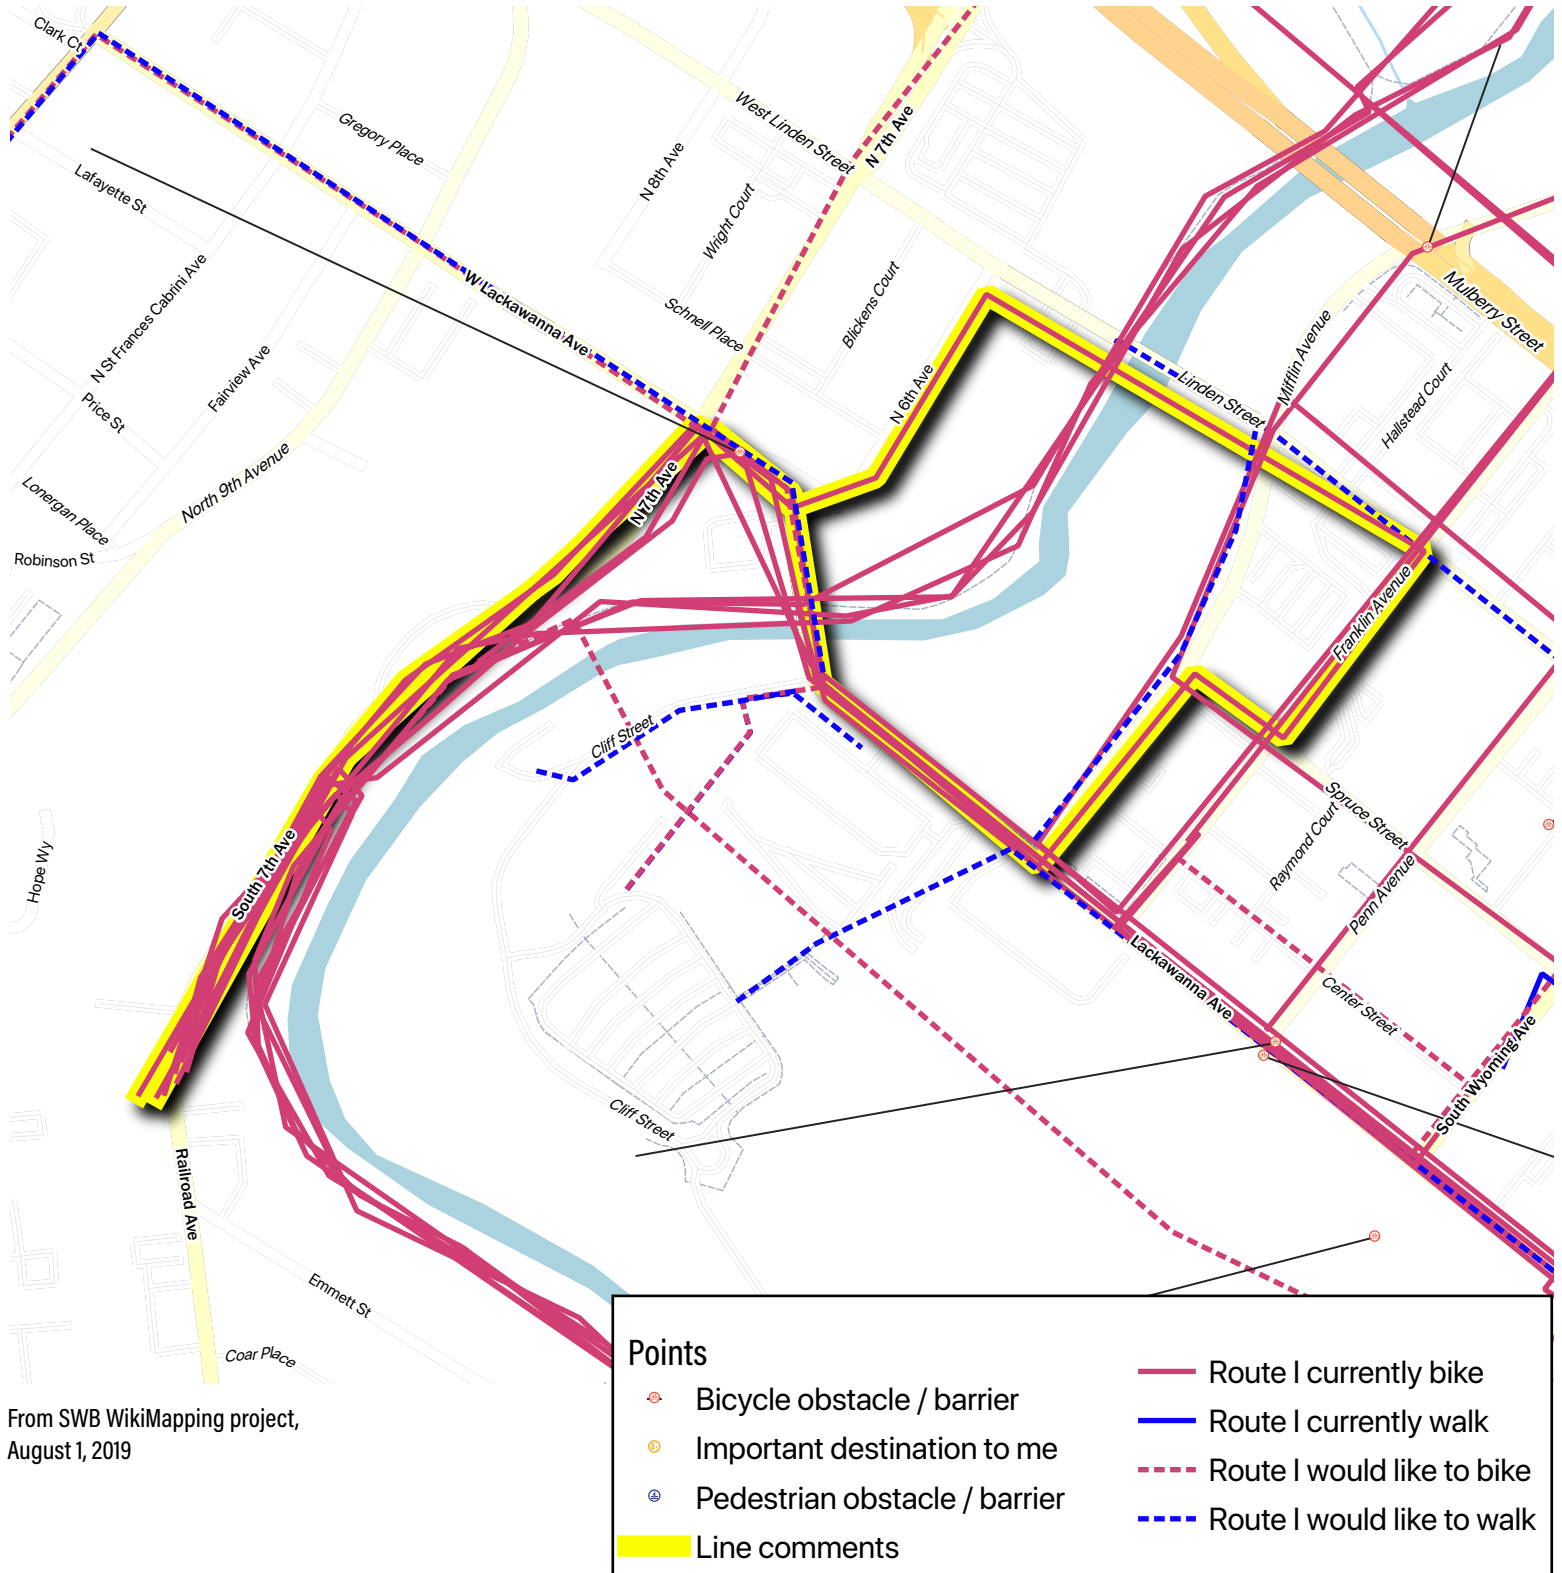 Clark Ct
Gregory Place
West Linden Street
N 7th Ave
Lafayette St
N 8th Ave
Wright Court
N St Frances Cabrini Ave
W Lackawanna Ave
Schnell Place
Blickens Court
Mulberry Street
Mifflin Avenue
Fairview Ave
Price St
N 6th Ave
Linden Street
Hallstead Court
North 9th Avenue
Lonergan Place
N 7th Ave
Robinson St
Franklin Avenue
Cliff Street
Spruce Street
Raymond Court
Hope Wy
South 7th Ave
Penn Avenue
Lackawanna Ave
Center Street
South Wyoming Ave
Cliff Street
Railroad Ave
Emmett St
Coar Place
From SWB WikiMapping project,
August 1, 2019
Points
Bicycle obstacle / barrier
Important destination to me
Pedestrian obstacle / barrier
Line comments
Route I currently bike
Route I currently walk
Route I would like to bike
Route I would like to walk